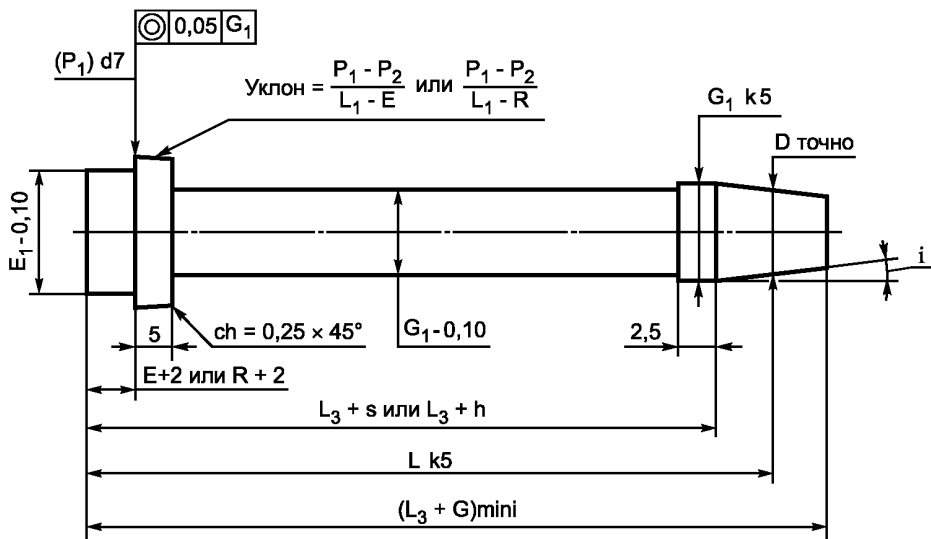 ◎ 0,05 G₁
(P₁) d7
Уклон = (P₁ - P₂)/(L₁ - E) или (P₁ - P₂)/(L₁ - R)
G₁ k5
D точно
E₁-0,10
i
5
ch = 0,25 × 45°
G₁-0,10
2,5
E+2 или R + 2
L₃ + s или L₃ + h
L k5
(L₃ + G)mini